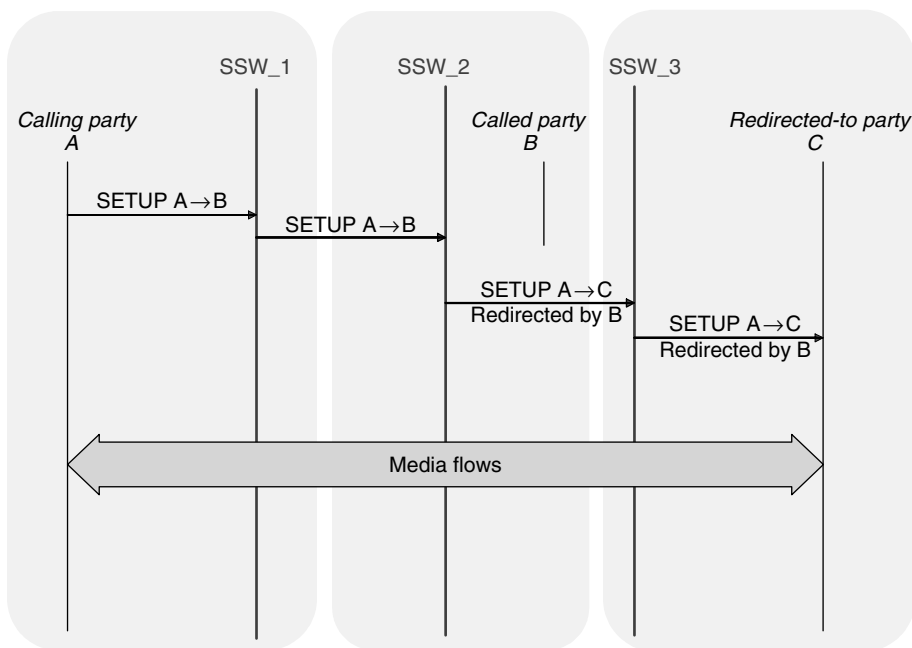 SSW_1
SSW_2
SSW_3
Calling party
A
Called party
B
Redirected-to party
C
SETUP A→B
SETUP A→B
SETUP A→C
Redirected by B
SETUP A→C
Redirected by B
Media flows